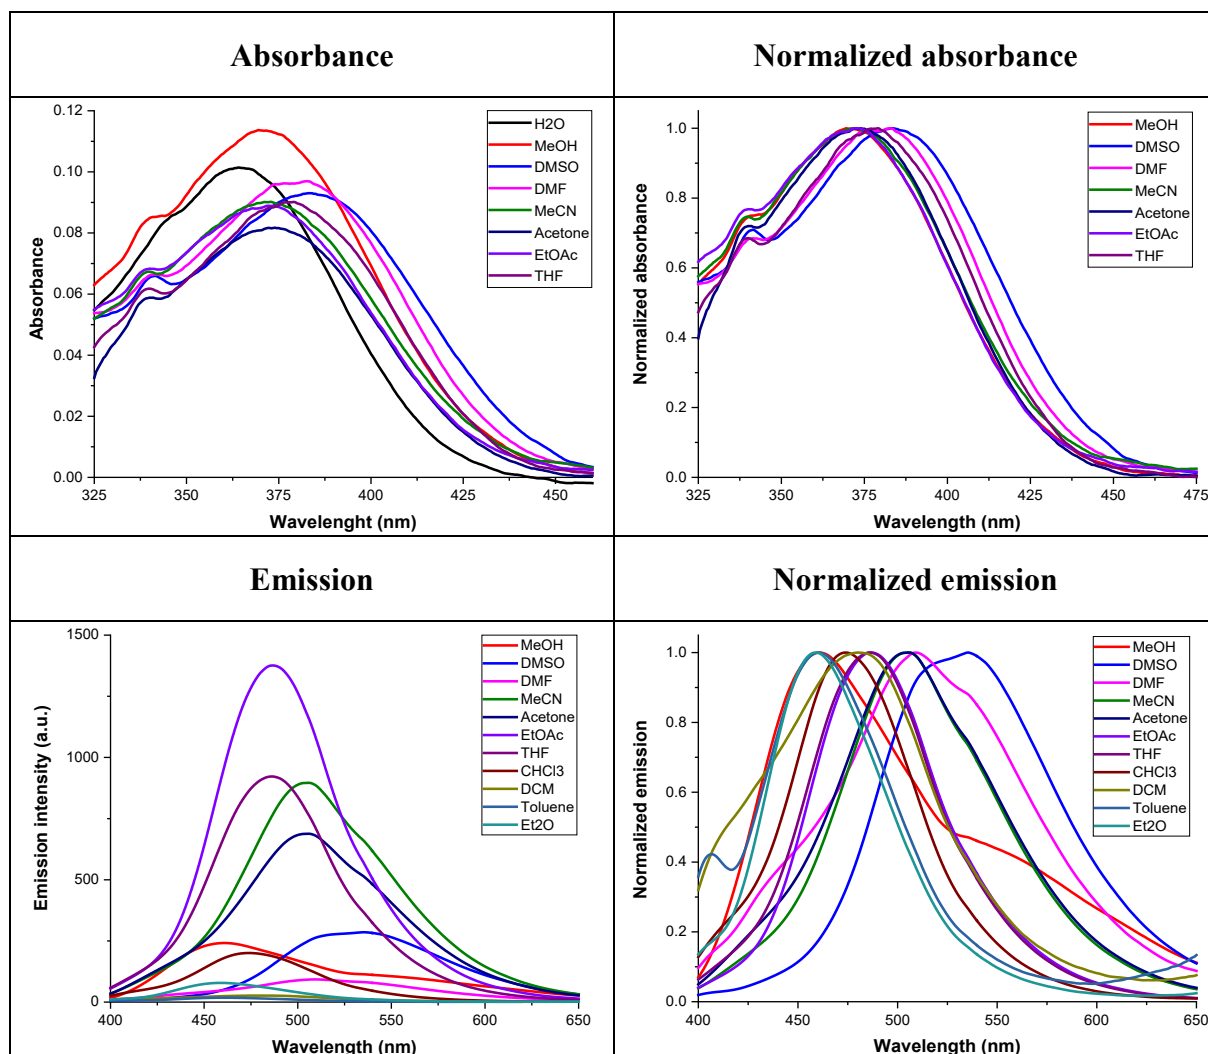 Absorbance
Normalized absorbance
0.12
0.10
0.08
0.06
0.04
0.02
0.00
Absorbance
325
350
375
400
425
450
Wavelenght (nm)
H2O
MeOH
DMSO
DMF
MeCN
Acetone
EtOAc
THF
1.0
0.8
0.6
0.4
0.2
0.0
Normalized absorbance
325
350
375
400
425
450
475
Wavelength (nm)
MeOH
DMSO
DMF
MeCN
Acetone
EtOAc
THF
Emission
Normalized emission
1500
1000
500
0
Emission intensity (a.u.)
400
450
500
550
600
650
Wavelength (nm)
MeOH
DMSO
DMF
MeCN
Acetone
EtOAc
THF
CHCl3
DCM
Toluene
Et2O
1.0
0.8
0.6
0.4
0.2
0.0
Normalized emission
400
450
500
550
600
650
Wavelength (nm)
MeOH
DMSO
DMF
MeCN
Acetone
EtOAc
THF
CHCl3
DCM
Toluene
Et2O